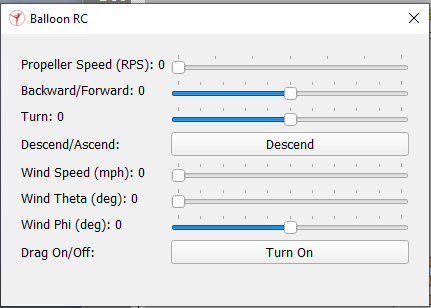 Balloon RC
Propeller Speed (RPS): 0
Backward/Forward: 0
Turn: 0
Descend/Ascend: Descend
Wind Speed (mph): 0
Wind Theta (deg): 0
Wind Phi (deg): 0
Drag On/Off: Turn On